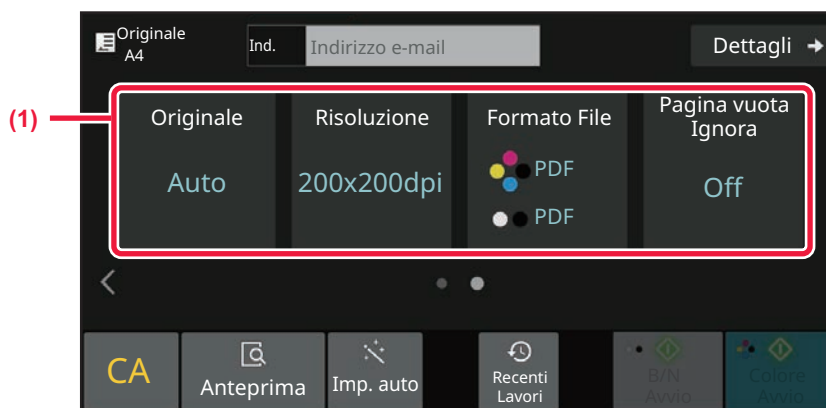 Originale
A4
Ind.
Indirizzo e-mail
Dettagli
(1)
Originale
Risoluzione
Formato File
Pagina vuota
Ignora
Auto
200x200dpi
PDF
PDF
Off
CA
Anteprima
Imp. auto
Recenti
Lavori
B/N
Avvio
Colore
Avvio